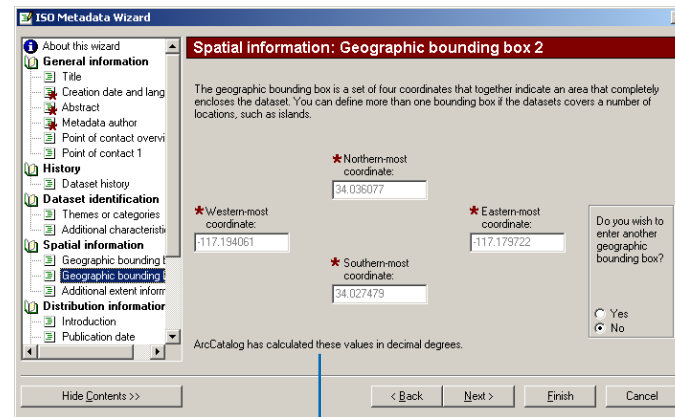 ISO Metadata Wizard
About this wizard
General information
Title
Creation date and lang
Abstract
Metadata author
Point of contact overvi
Point of contact 1
History
Dataset history
Dataset identification
Themes or categories
Additional characteristi
Spatial information
Geographic bounding t
Geographic bounding
Additional extent inform
Distribution information
Introduction
Publication date
Spatial information: Geographic bounding box 2
The geographic bounding box is a set of four coordinates that together indicate an area that completely
encloses the dataset. You can define more than one bounding box if the datasets covers a number of
locations, such as islands.
*Northern-most
coordinate:
34.036077
*Western-most
coordinate:
-117.194061
*Eastern-most
coordinate:
-117.179722
*Southern-most
coordinate:
34.027479
Do you wish to
enter another
geographic
bounding box?
Yes
No
ArcCatalog has calculated these values in decimal degrees.
Hide Contents >>
< Back
Next >
Finish
Cancel